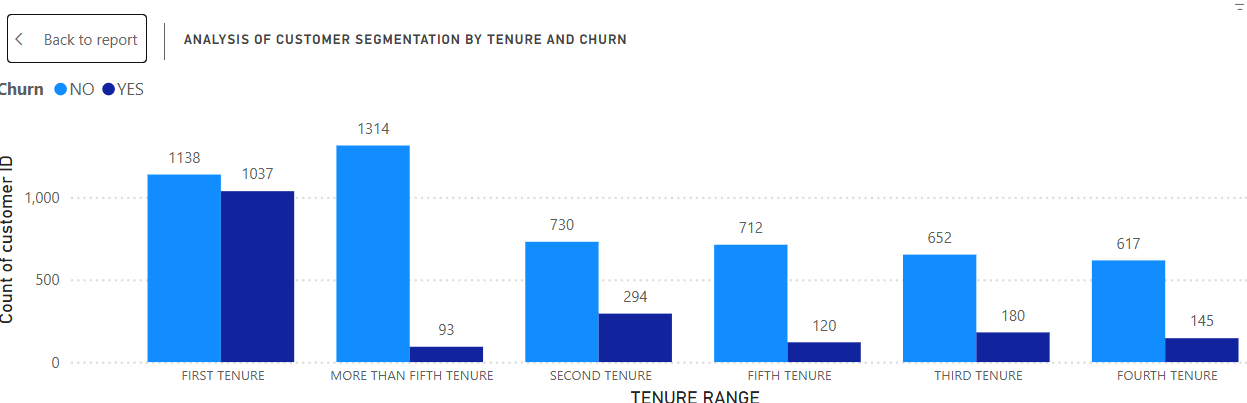 Back to report
ANALYSIS OF CUSTOMER SEGMENTATION BY TENURE AND CHURN
Churn NO YES
Count of customer ID
1,000
500
0
1138
1037
1314
93
730
294
712
120
652
180
617
145
FIRST TENURE
MORE THAN FIFTH TENURE
SECOND TENURE
FIFTH TENURE
THIRD TENURE
FOURTH TENURE
TENURE RANGE